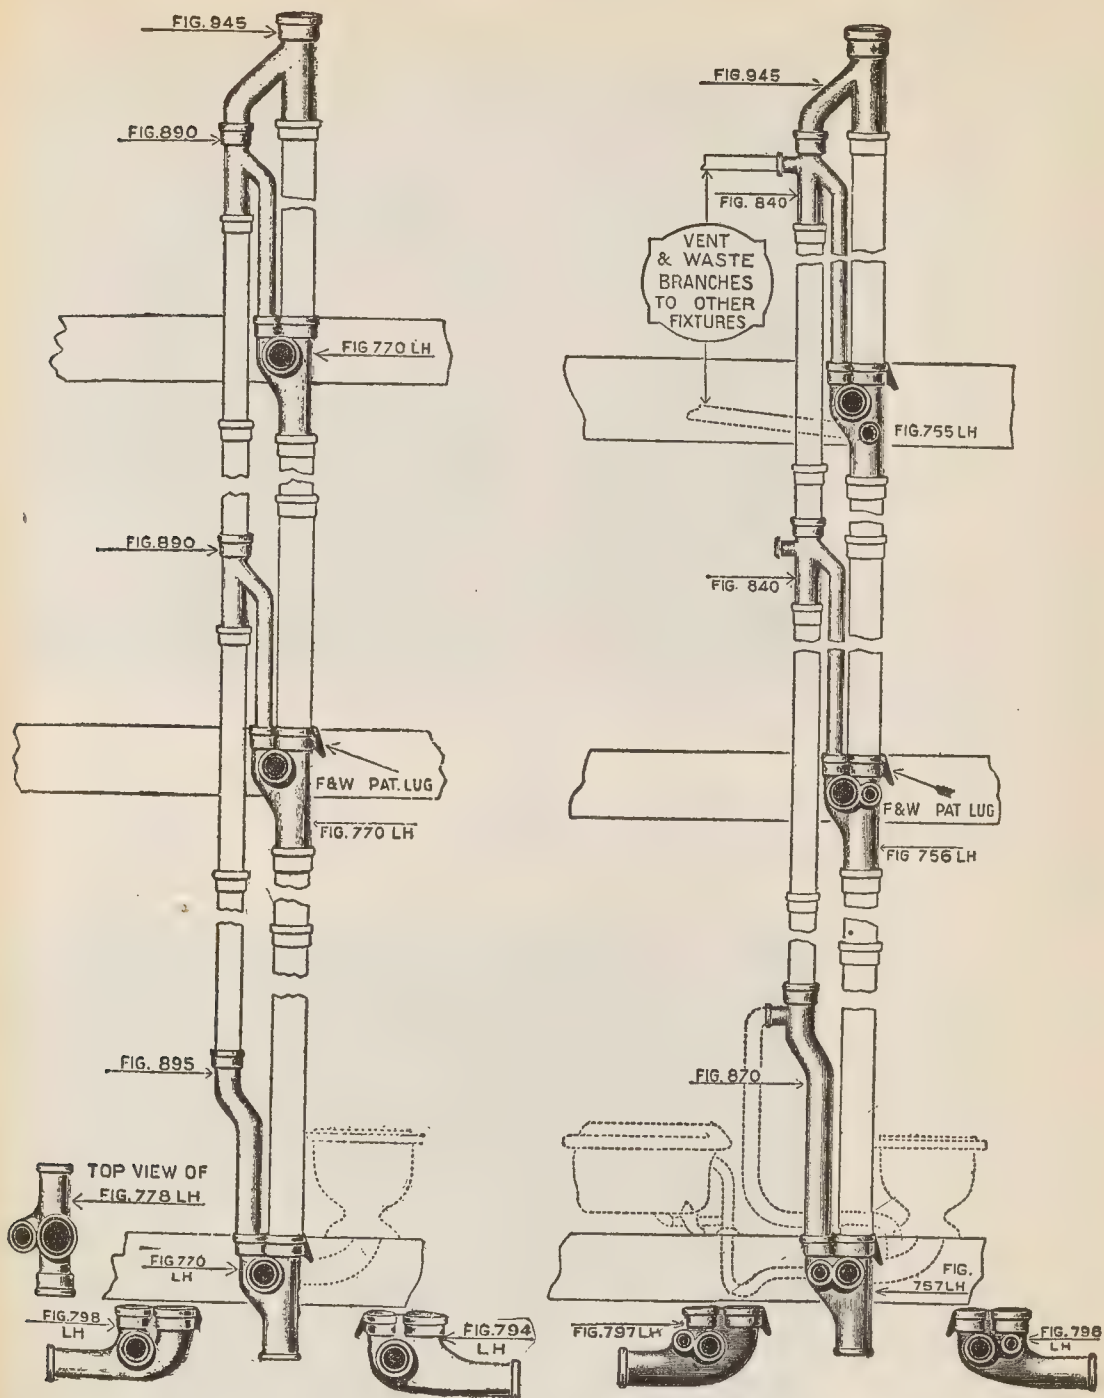 FIG. 945
FIG. 890
FIG 770 LH
FIG. 890
F&W PAT. LUG
FIG. 770 LH
FIG. 895
TOP VIEW OF
FIG. 778 LH
FIG 770
LH
FIG. 798
LH
FIG. 794
LH
FIG. 945
FIG. 840
VENT
& WASTE
BRANCHES
TO OTHER
FIXTURES
FIG. 755 LH
FIG. 840
F&W PAT LUG
FIG 756 LH
FIG. 870
FIG.
757 LH
FIG. 797 LH
FIG. 798
LH